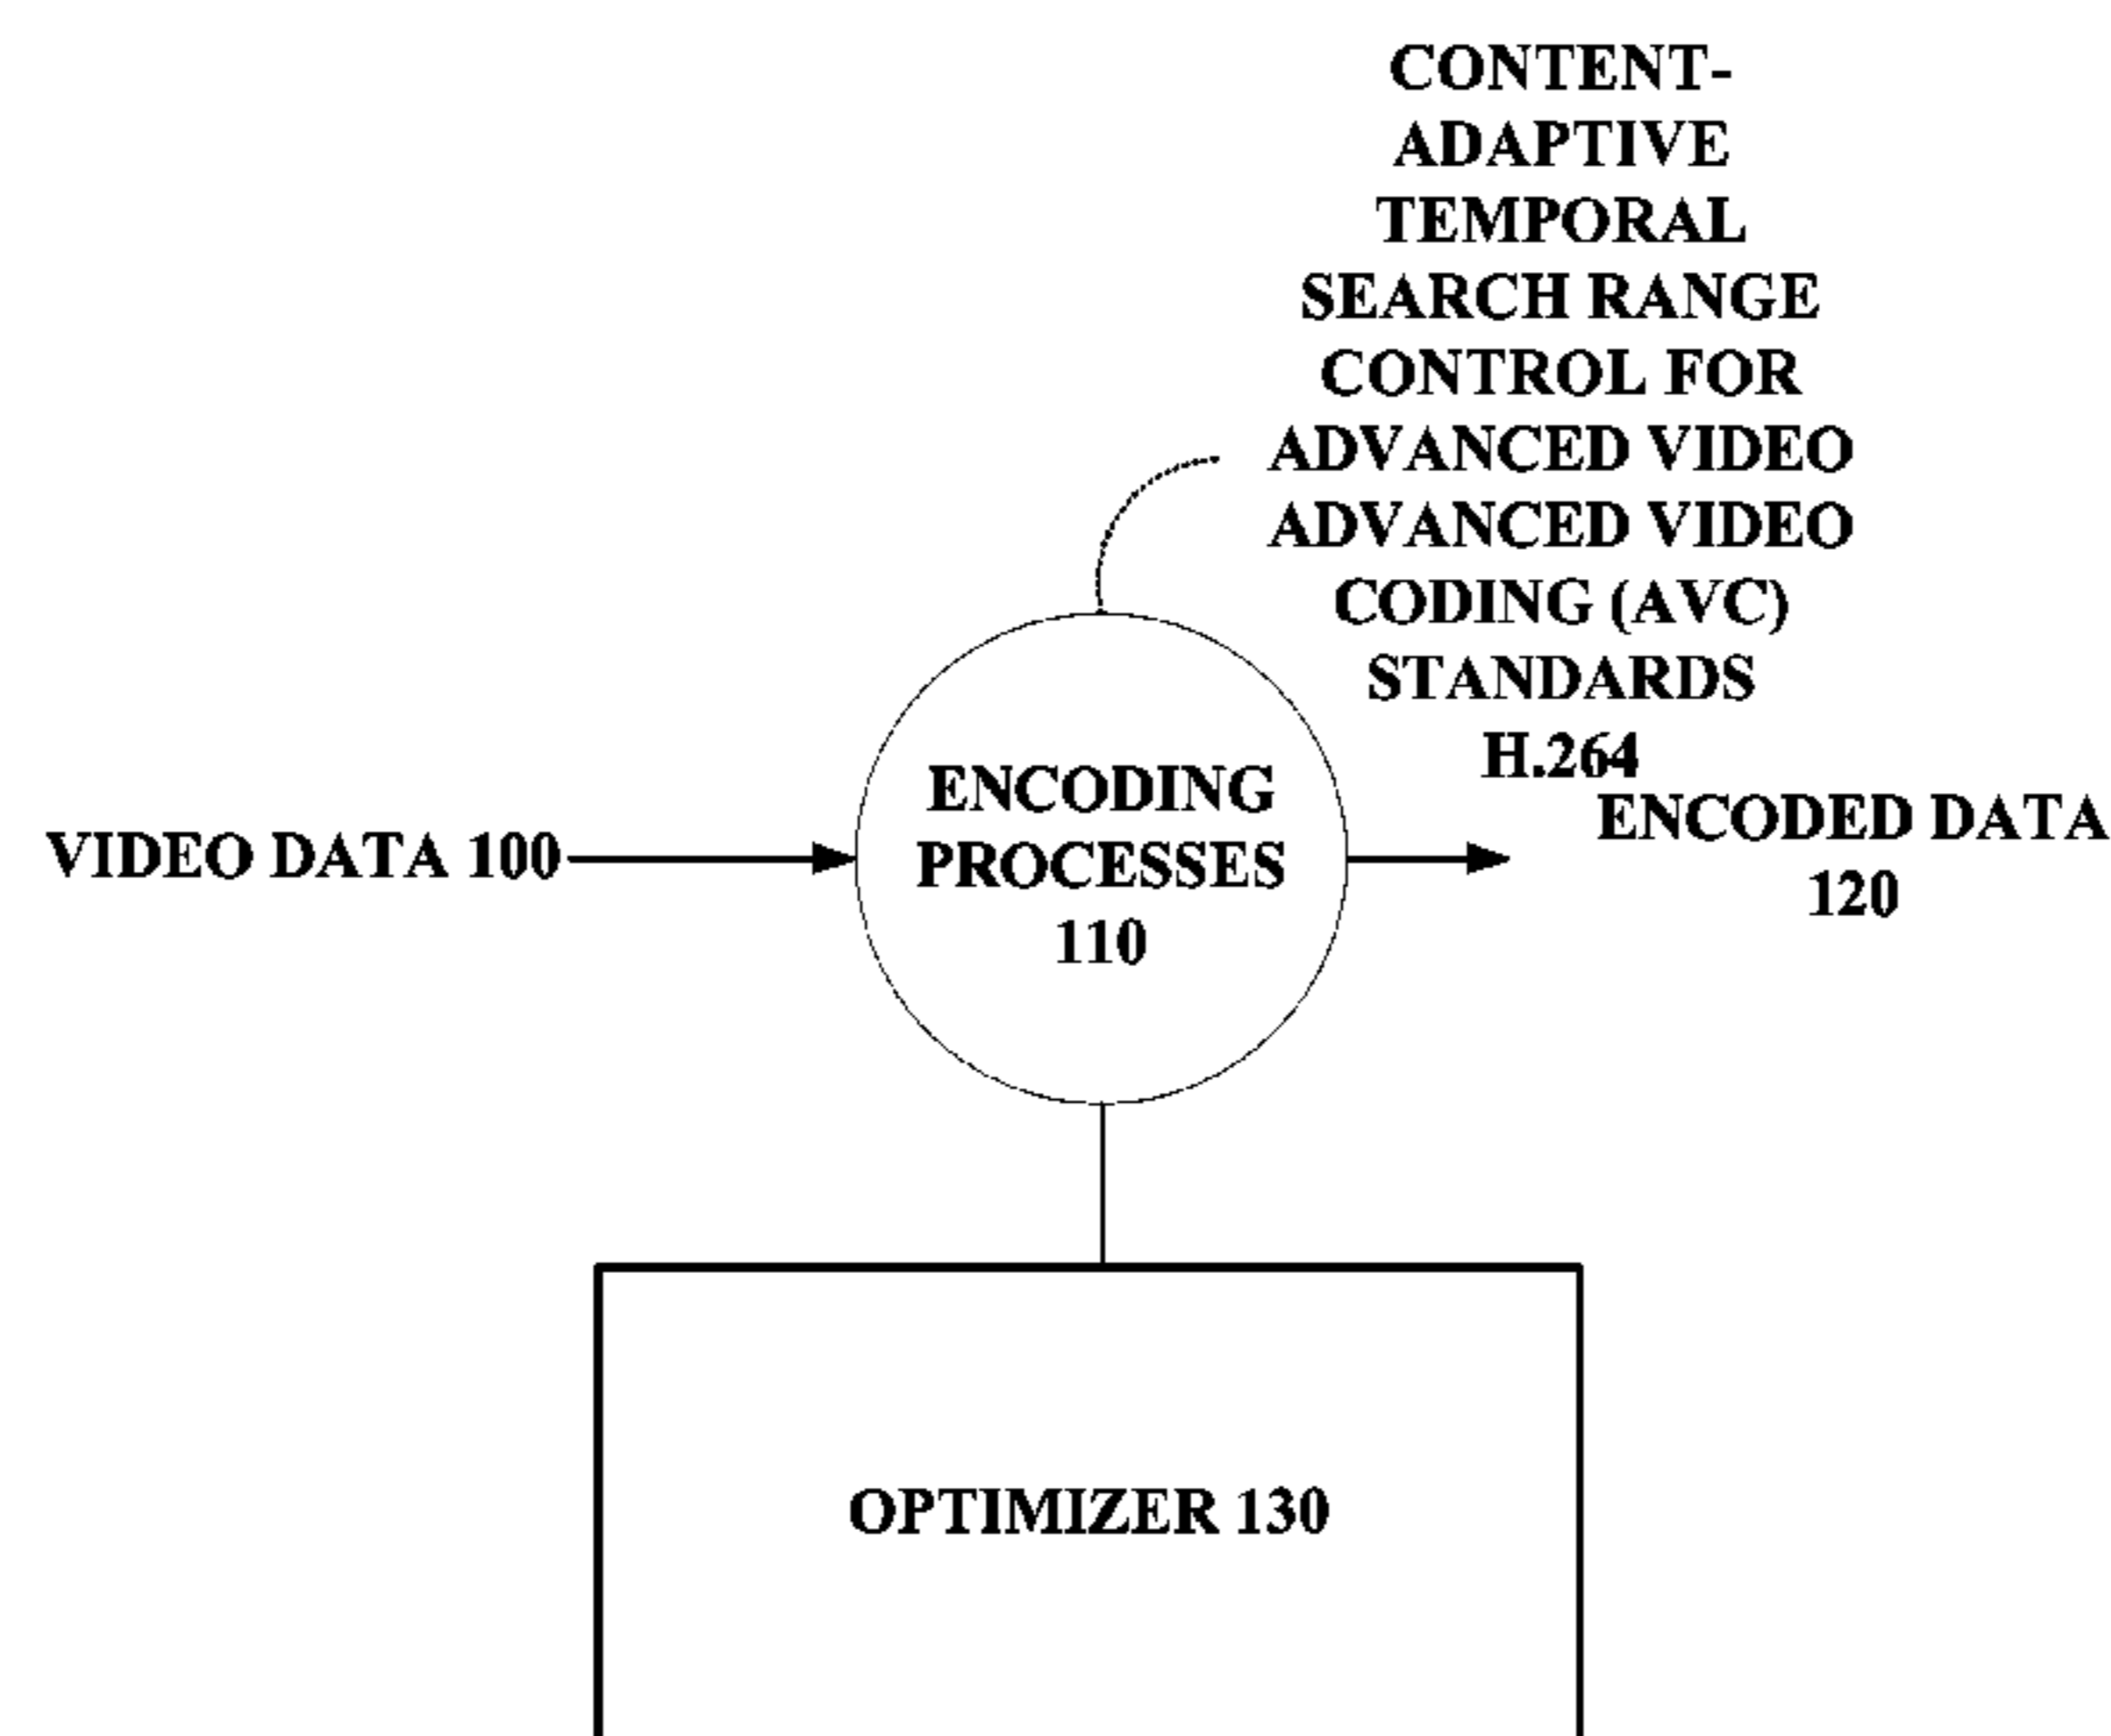 CONTENT-
ADAPTIVE
TEMPORAL
SEARCH RANGE
CONTROL FOR
ADVANCED VIDEO
ADVANCED VIDEO
CODING (AVC)
STANDARDS
H.264
VIDEO DATA 100
ENCODING
PROCESSES
110
ENCODED DATA
120
OPTIMIZER 130